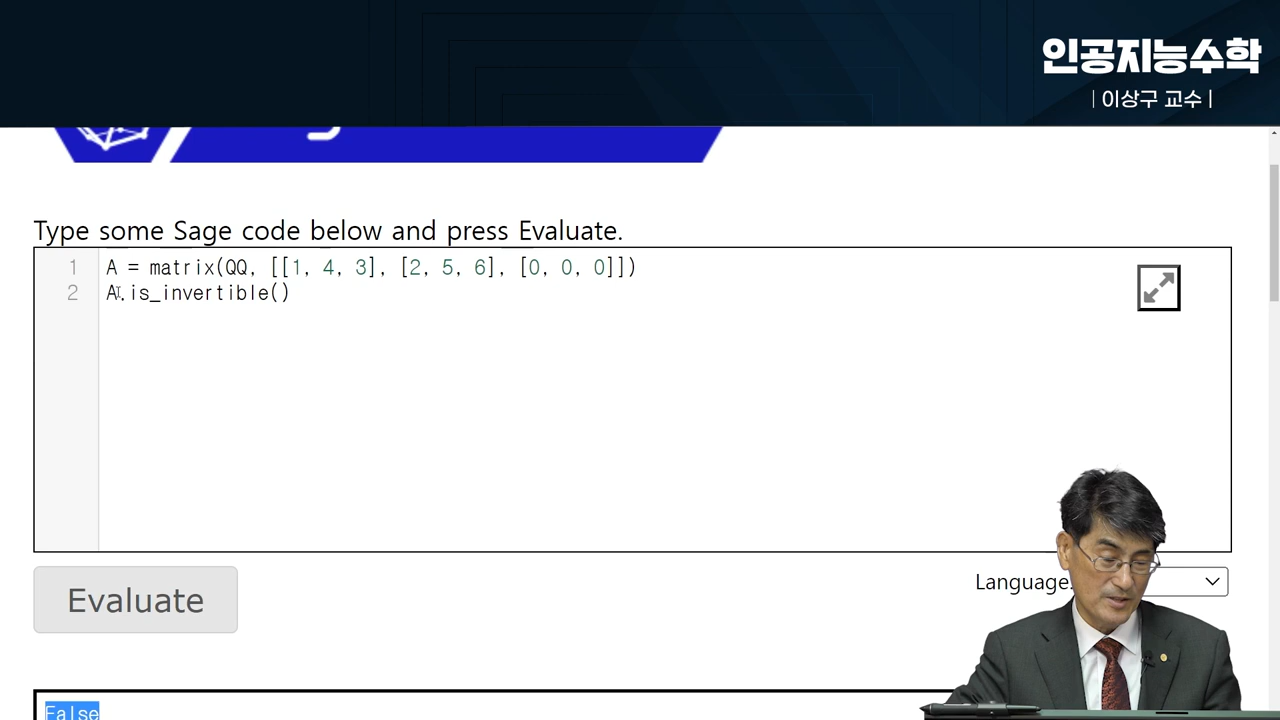 인공지능수학
| 이상구 교수 |
Type some Sage code below and press Evaluate.
1 A = matrix(QQ, [[1, 4, 3], [2, 5, 6], [0, 0, 0]])
2 A.is_invertible()
Evaluate
Language:
False